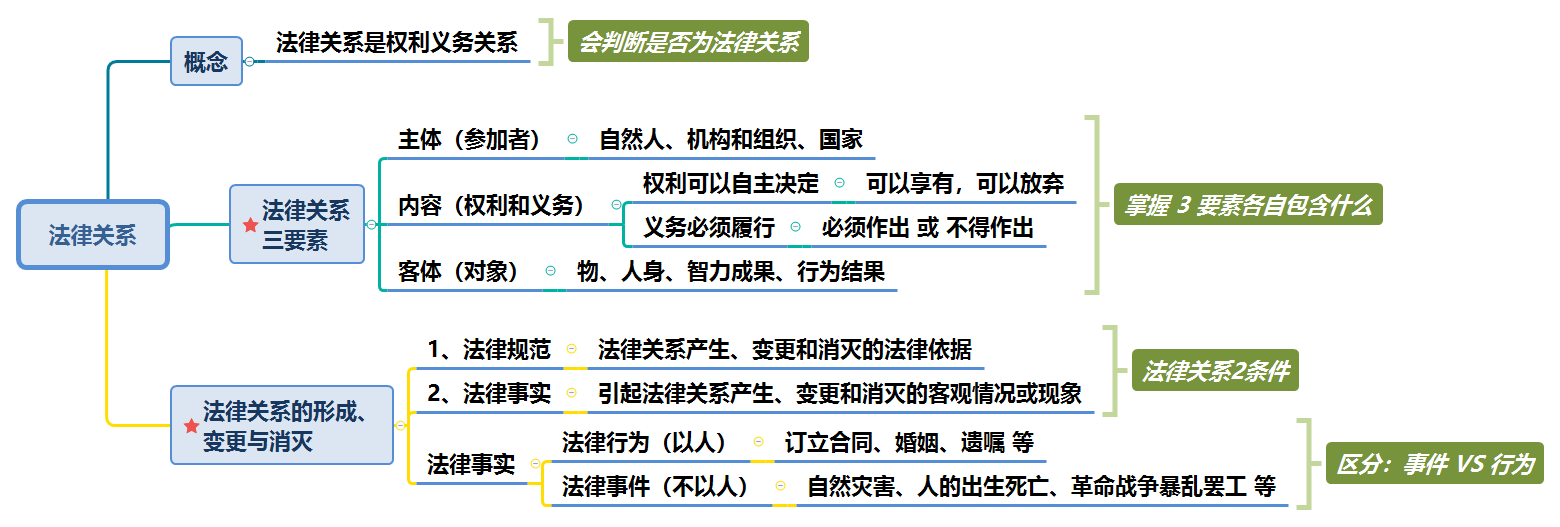 法律关系
概念
法律关系是权利义务关系
会判断是否为法律关系
法律关系
三要素
主体（参加者）
自然人、机构和组织、国家
内容（权利和义务）
权利可以自主决定
可以享有，可以放弃
义务必须履行
必须作出 或 不得作出
客体（对象）
物、人身、智力成果、行为结果
掌握 3 要素各自包含什么
法律关系的形成、
变更与消灭
1、法律规范
法律关系产生、变更和消灭的法律依据
2、法律事实
引起法律关系产生、变更和消灭的客观情况或现象
法律关系2条件
法律事实
法律行为（以人）
订立合同、婚姻、遗嘱 等
法律事件（不以人）
自然灾害、人的出生死亡、革命战争暴乱罢工 等
区分：事件 VS 行为